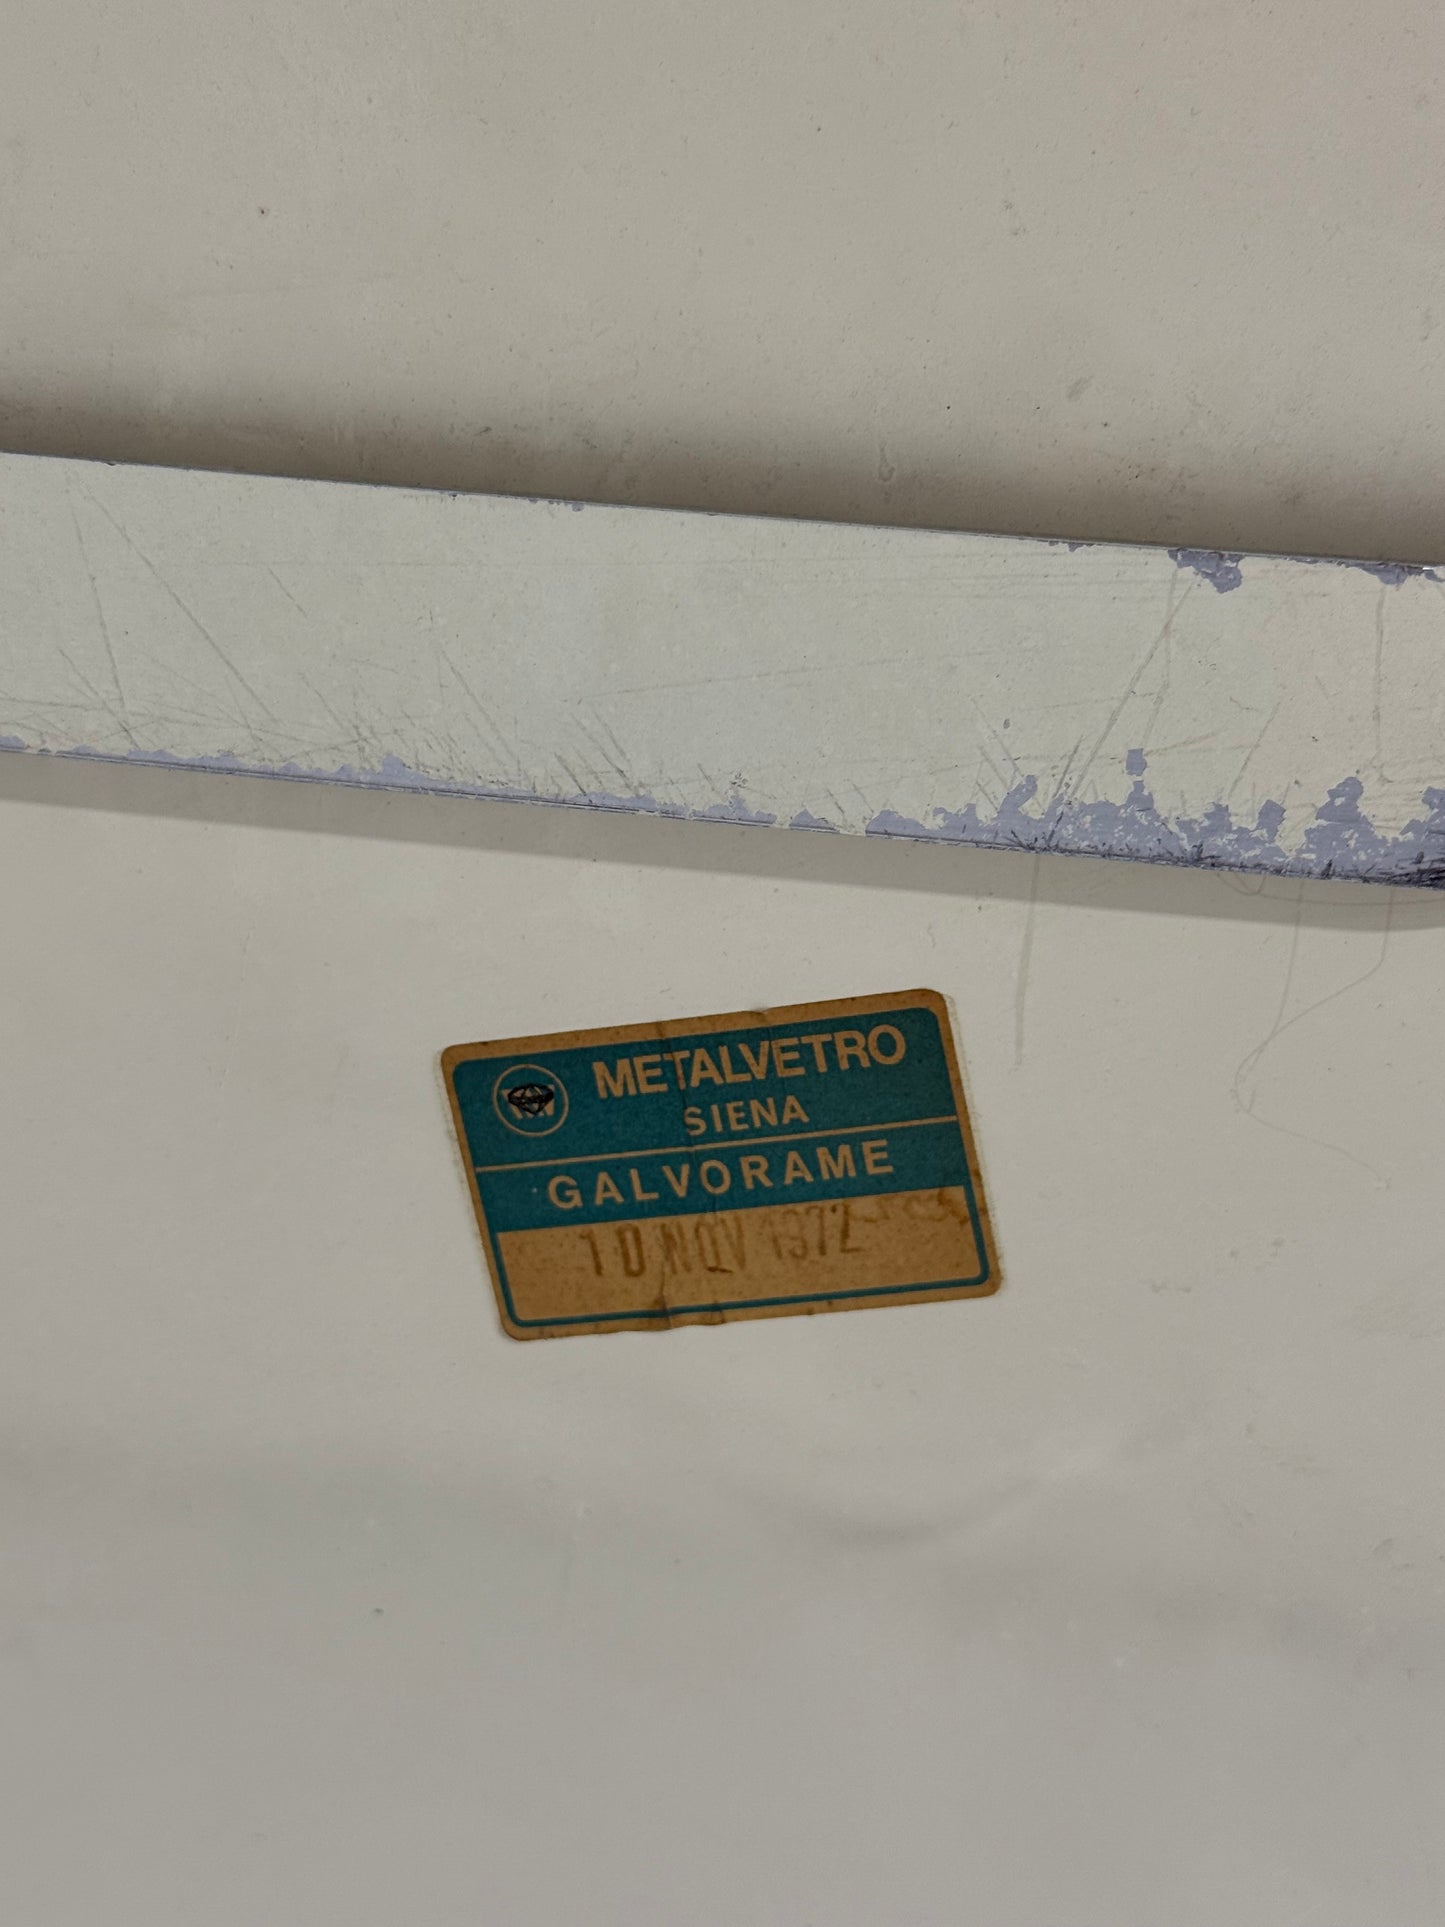 METALVETRO
SIENA
GALVORAME
10 NOV 1972